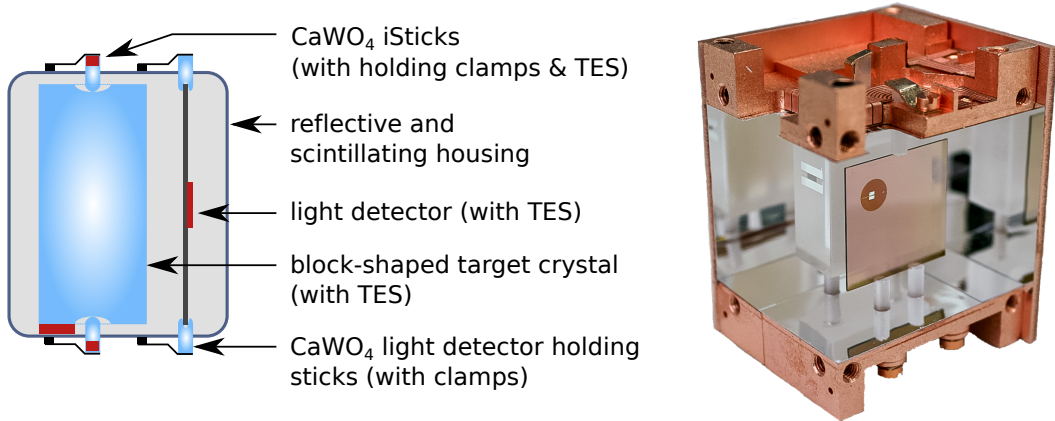 CaWO₄ iSticks
(with holding clamps & TES)
reflective and
scintillating housing
light detector (with TES)
block-shaped target crystal
(with TES)
CaWO₄ light detector holding
sticks (with clamps)